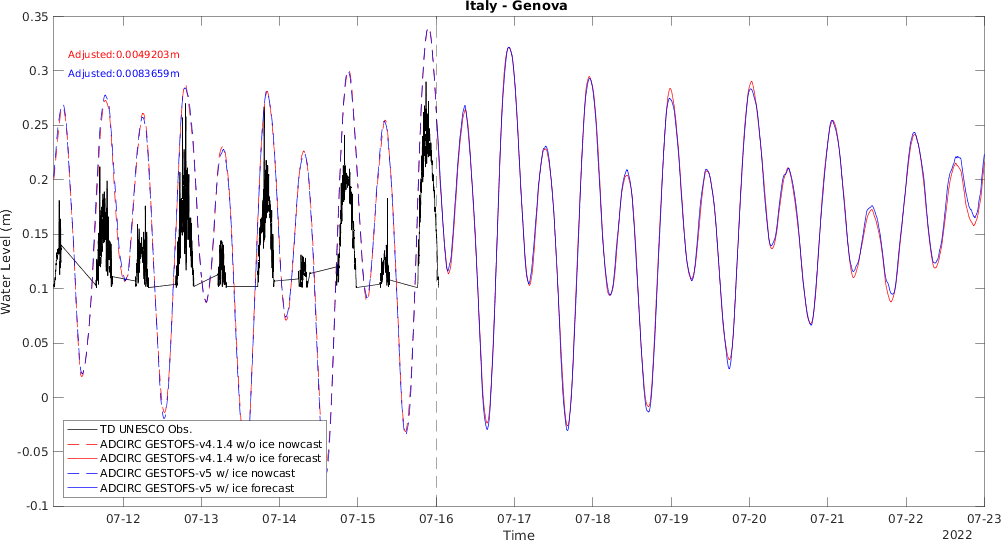 Italy - Genova
0.35
0.3
0.25
0.2
0.15
0.1
0.05
0
-0.05
-0.1
Water Level (m)
Adjusted:0.0049203m
Adjusted:0.0083659m
TD UNESCO Obs.
ADCIRC GESTOFS-v4.1.4 w/o ice nowcast
ADCIRC GESTOFS-v4.1.4 w/o ice forecast
ADCIRC GESTOFS-v5 w/ ice nowcast
ADCIRC GESTOFS-v5 w/ ice forecast
07-12 07-13 07-14 07-15 07-16 07-17 07-18 07-19 07-20 07-21 07-22 07-23
Time
2022